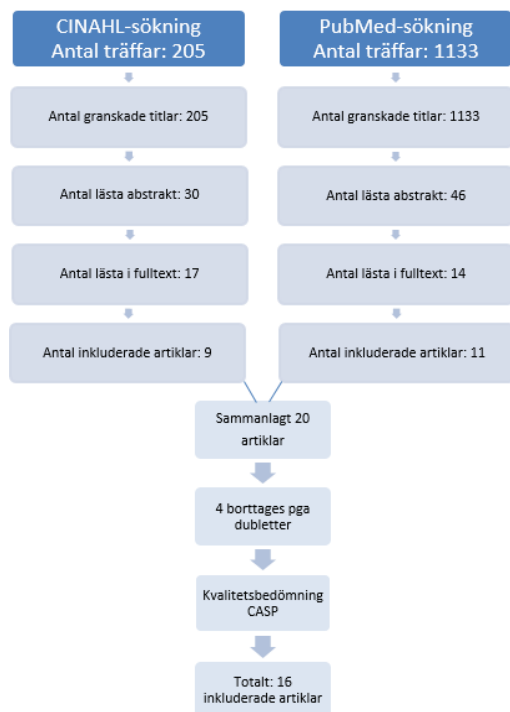 CINAHL-sökning
Antal träffar: 205
Antal granskade titlar: 205
Antal lästa abstrakt: 30
Antal lästa i fulltext: 17
Antal inkluderade artiklar: 9
PubMed-sökning
Antal träffar: 1133
Antal granskade titlar: 1133
Antal lästa abstrakt: 46
Antal lästa i fulltext: 14
Antal inkluderade artiklar: 11
Sammanlagt 20
artiklar
4 borttages pga
dubletter
Kvalitetsbedömning
CASP
Totalt: 16
inkluderade artiklar